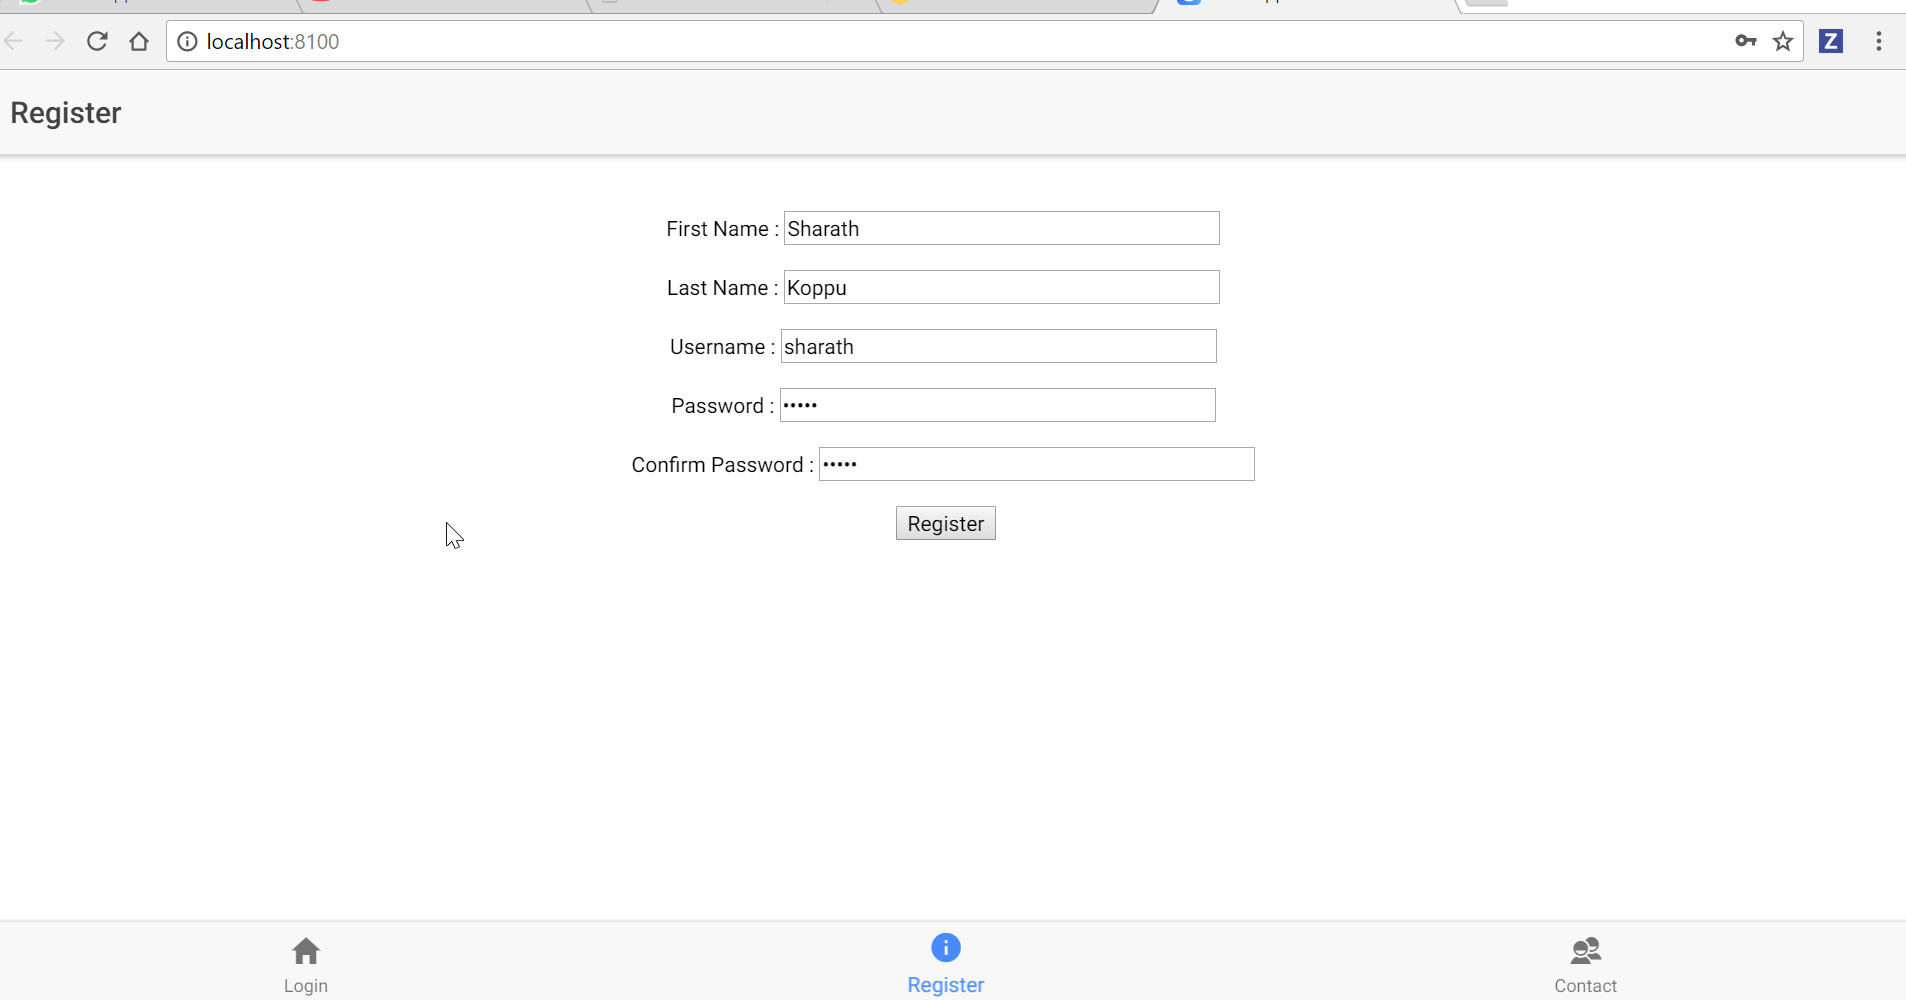 localhost:8100
Z
Register
First Name : Sharath
Last Name : Koppu
Username : sharath
Password : •••••
Confirm Password : •••••
Register
Login
Register
Contact